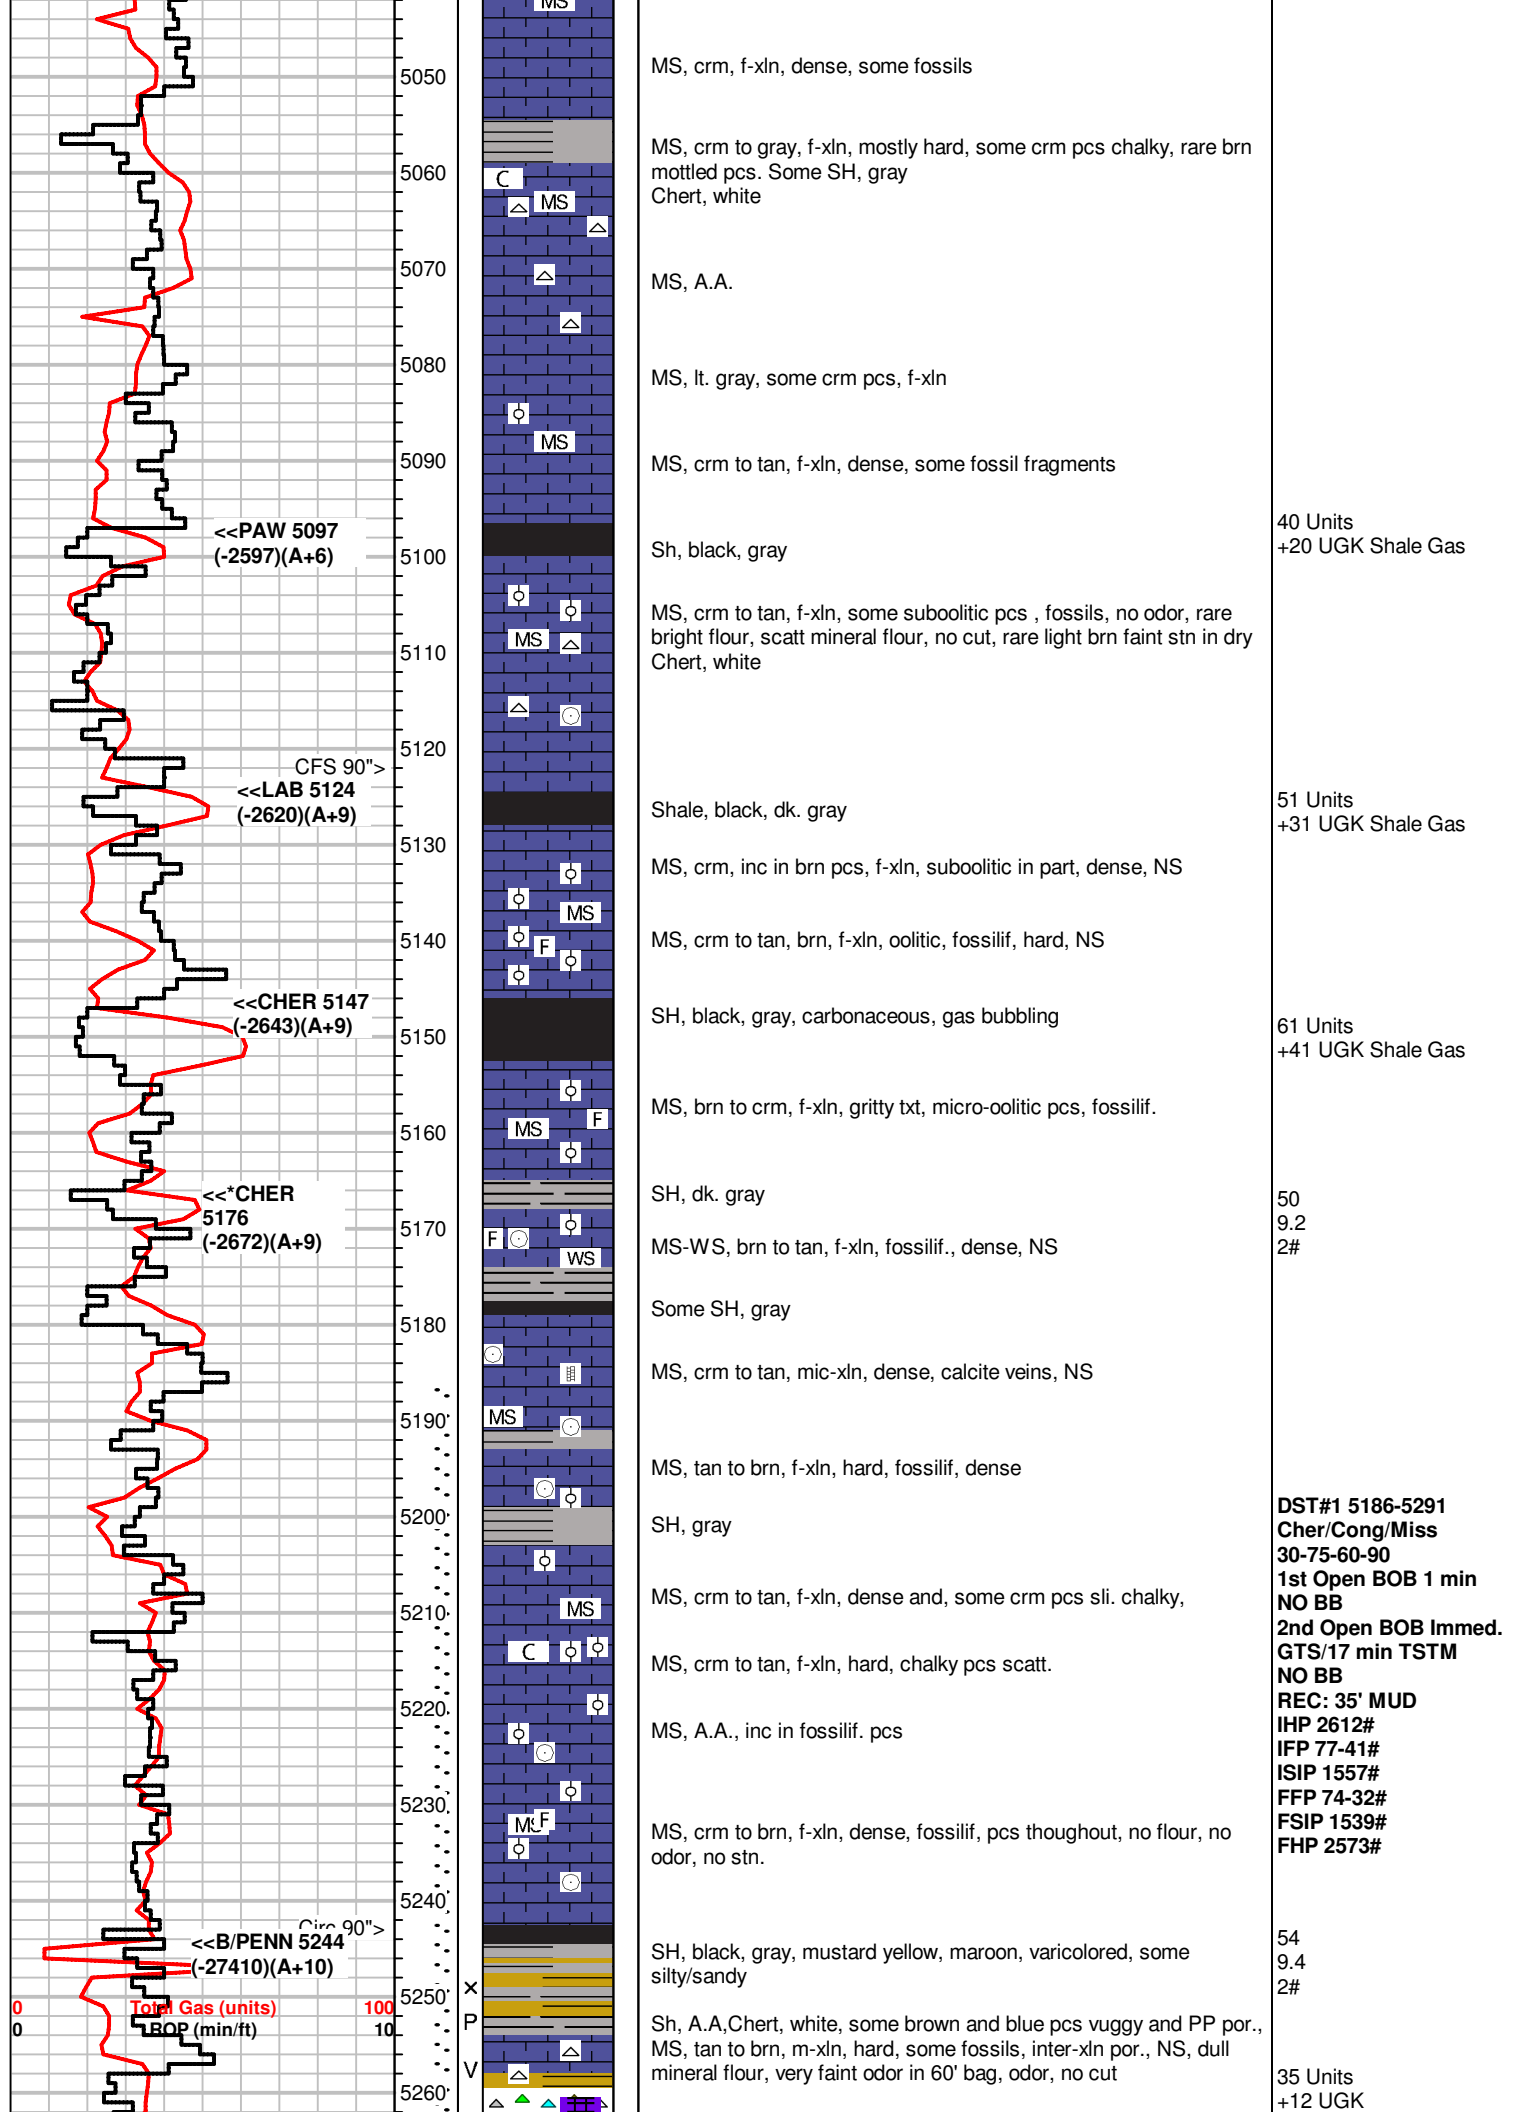 MS
5050
MS, crm, f-xln, dense, some fossils
MS, crm to gray, f-xln, mostly hard, some crm pcs chalky, rare brn
mottled pcs. Some SH, gray
Chert, white
5060
C
MS
5070
MS, A.A.
5080
MS, lt. gray, some crm pcs, f-xln
MS
5090
MS, crm to tan, f-xln, dense, some fossil fragments
<<PAW 5097
(-2597)(A+6)
40 Units
+20 UGK Shale Gas
5100
Sh, black, gray
MS, crm to tan, f-xln, some suboolitic pcs , fossils, no odor, rare
bright flour, scatt mineral flour, no cut, rare light brn faint stn in dry
Chert, white
MS
5110
5120
CFS 90">
<<LAB 5124
(-2620)(A+9)
Shale, black, dk. gray
51 Units
+31 UGK Shale Gas
5130
MS, crm, inc in brn pcs, f-xln, suboolitic in part, dense, NS
MS
5140
F
MS, crm to tan, brn, f-xln, oolitic, fossilif, hard, NS
<<CHER 5147
(-2643)(A+9)
SH, black, gray, carbonaceous, gas bubbling
61 Units
+41 UGK Shale Gas
5150
MS, brn to crm, f-xln, gritty txt, micro-oolitic pcs, fossilif.
F
MS
5160
<<*CHER
5176
(-2672)(A+9)
SH, dk. gray
50
9.2
2#
5170
F
MS-WS, brn to tan, f-xln, fossilif., dense, NS
WS
Some SH, gray
5180
MS, crm to tan, mic-xln, dense, calcite veins, NS
MS
5190
MS, tan to brn, f-xln, hard, fossilif, dense
5200
SH, gray
DST#1 5186-5291
Cher/Cong/Miss
30-75-60-90
1st Open BOB 1 min
NO BB
2nd Open BOB Immed.
GTS/17 min TSTM
NO BB
REC: 35' MUD
IHP 2612#
IFP 77-41#
ISIP 1557#
FFP 74-32#
FSIP 1539#
FHP 2573#
MS, crm to tan, f-xln, dense and, some crm pcs sli. chalky,
5210
MS
C
MS, crm to tan, f-xln, hard, chalky pcs scatt.
5220
MS, A.A., inc in fossilif. pcs
5230
MS
F
MS, crm to brn, f-xln, dense, fossilif, pcs thoughout, no flour, no
odor, no stn.
5240
Circ 90">
<<B/PENN 5244
(-27410)(A+10)
SH, black, gray, mustard yellow, maroon, varicolored, some
silty/sandy
54
9.4
2#
X
5250
0 Total Gas (units) 100
0 ROP (min/ft) 10
P
Sh, A.A,Chert, white, some brown and blue pcs vuggy and PP por.,
MS, tan to brn, m-xln, hard, some fossils, inter-xln por., NS, dull
mineral flour, very faint odor in 60' bag, odor, no cut
V
5260
35 Units
+12 UGK